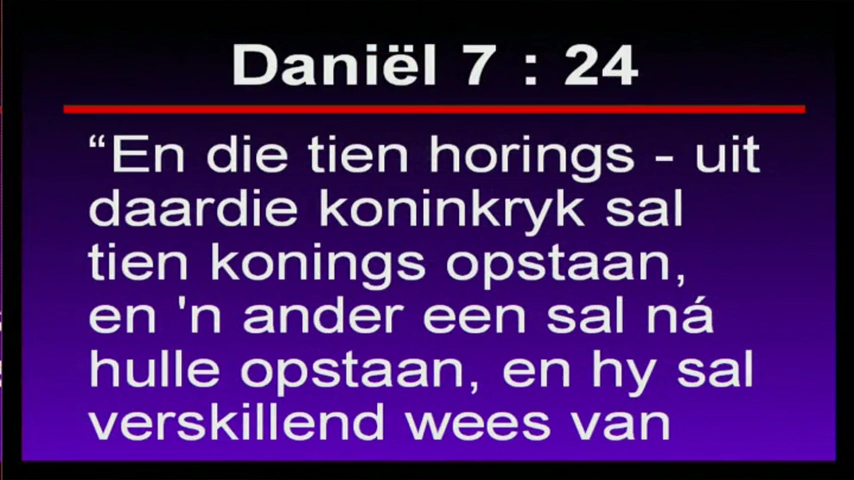 Daniël 7 : 24
“En die tien horings - uit
daardie koninkryk sal
tien konings opstaan,
en 'n ander een sal ná
hulle opstaan, en hy sal
verskillend wees van